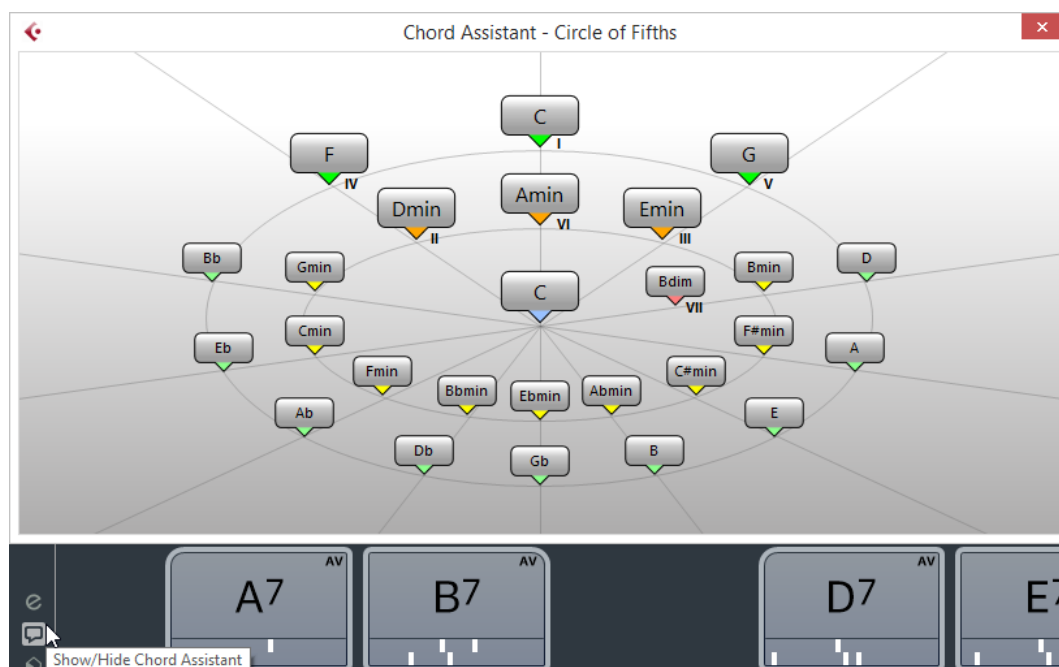 Chord Assistant - Circle of Fifths
C
I
F
IV
G
V
Amin
VI
Dmin
II
Emin
III
Bb
Gmin
Bmin
D
Bdim
VII
C
Cmin
F#min
Eb
A
Fmin
C#min
Bbmin
Ebmin
Abmin
Ab
E
Db
B
Gb
AV
AV
AV
A7
B7
D7
E7
Show/Hide Chord Assistant